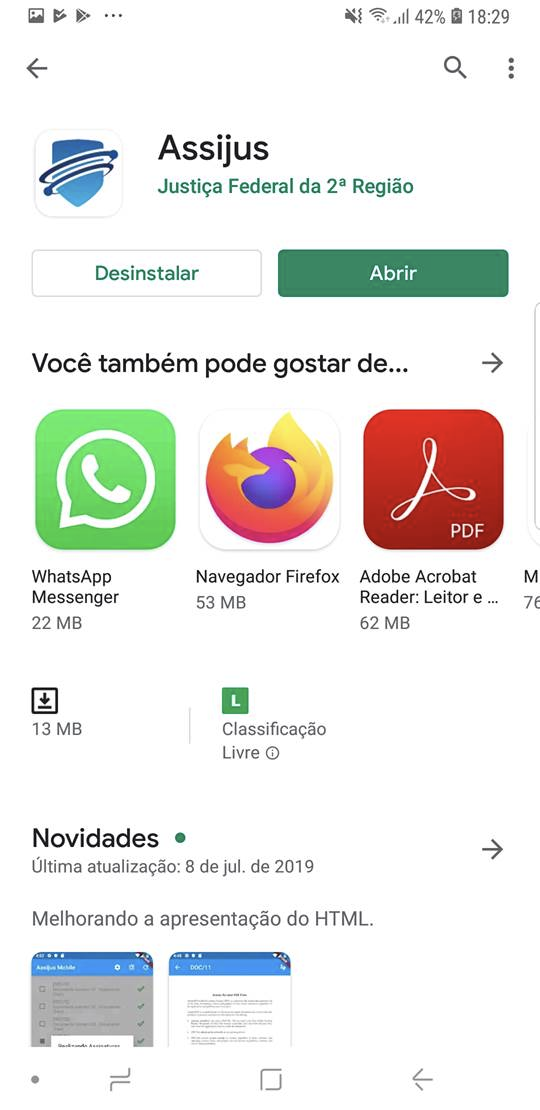 42% 18:29
Assijus
Justiça Federal da 2ª Região
Desinstalar
Abrir
Você também pode gostar de...
PDF
WhatsApp
Messenger
22 MB
Navegador Firefox
53 MB
Adobe Acrobat
Reader: Leitor e ...
62 MB
M
76
13 MB
L
Classificação
Livre
Novidades
Última atualização: 8 de jul. de 2019
Melhorando a apresentação do HTML.
Assijus Mobile
DOC/11
Realizando Assinaturas